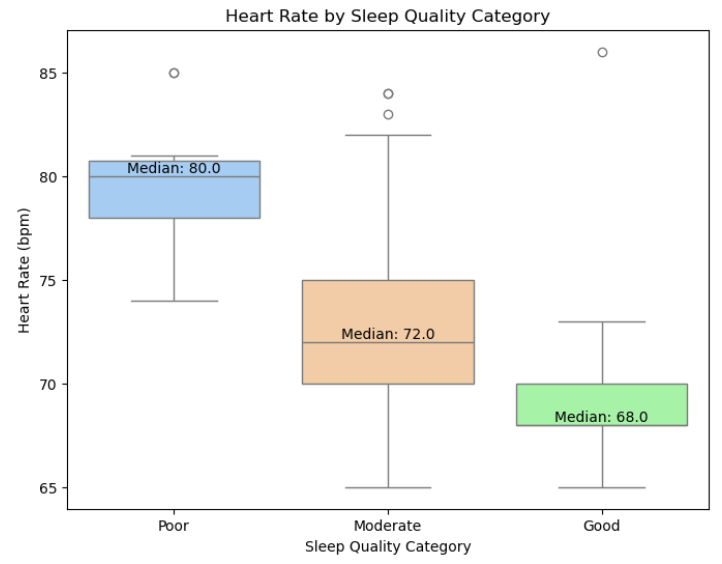 Heart Rate by Sleep Quality Category
Heart Rate (bpm)
85
80
75
70
65
Median: 80.0
Median: 72.0
Median: 68.0
Poor
Moderate
Good
Sleep Quality Category